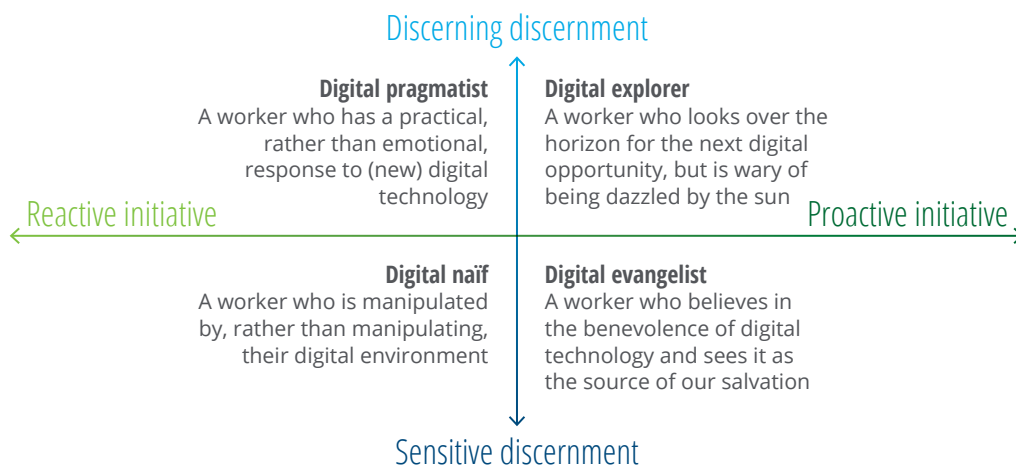 Discerning discernment
Digital pragmatist
A worker who has a practical,
rather than emotional,
response to (new) digital
technology
Digital explorer
A worker who looks over the
horizon for the next digital
opportunity, but is wary of
being dazzled by the sun
Reactive initiative
Proactive initiative
Digital naïf
A worker who is manipulated
by, rather than manipulating,
their digital environment
Digital evangelist
A worker who believes in
the benevolence of digital
technology and sees it as
the source of our salvation
Sensitive discernment